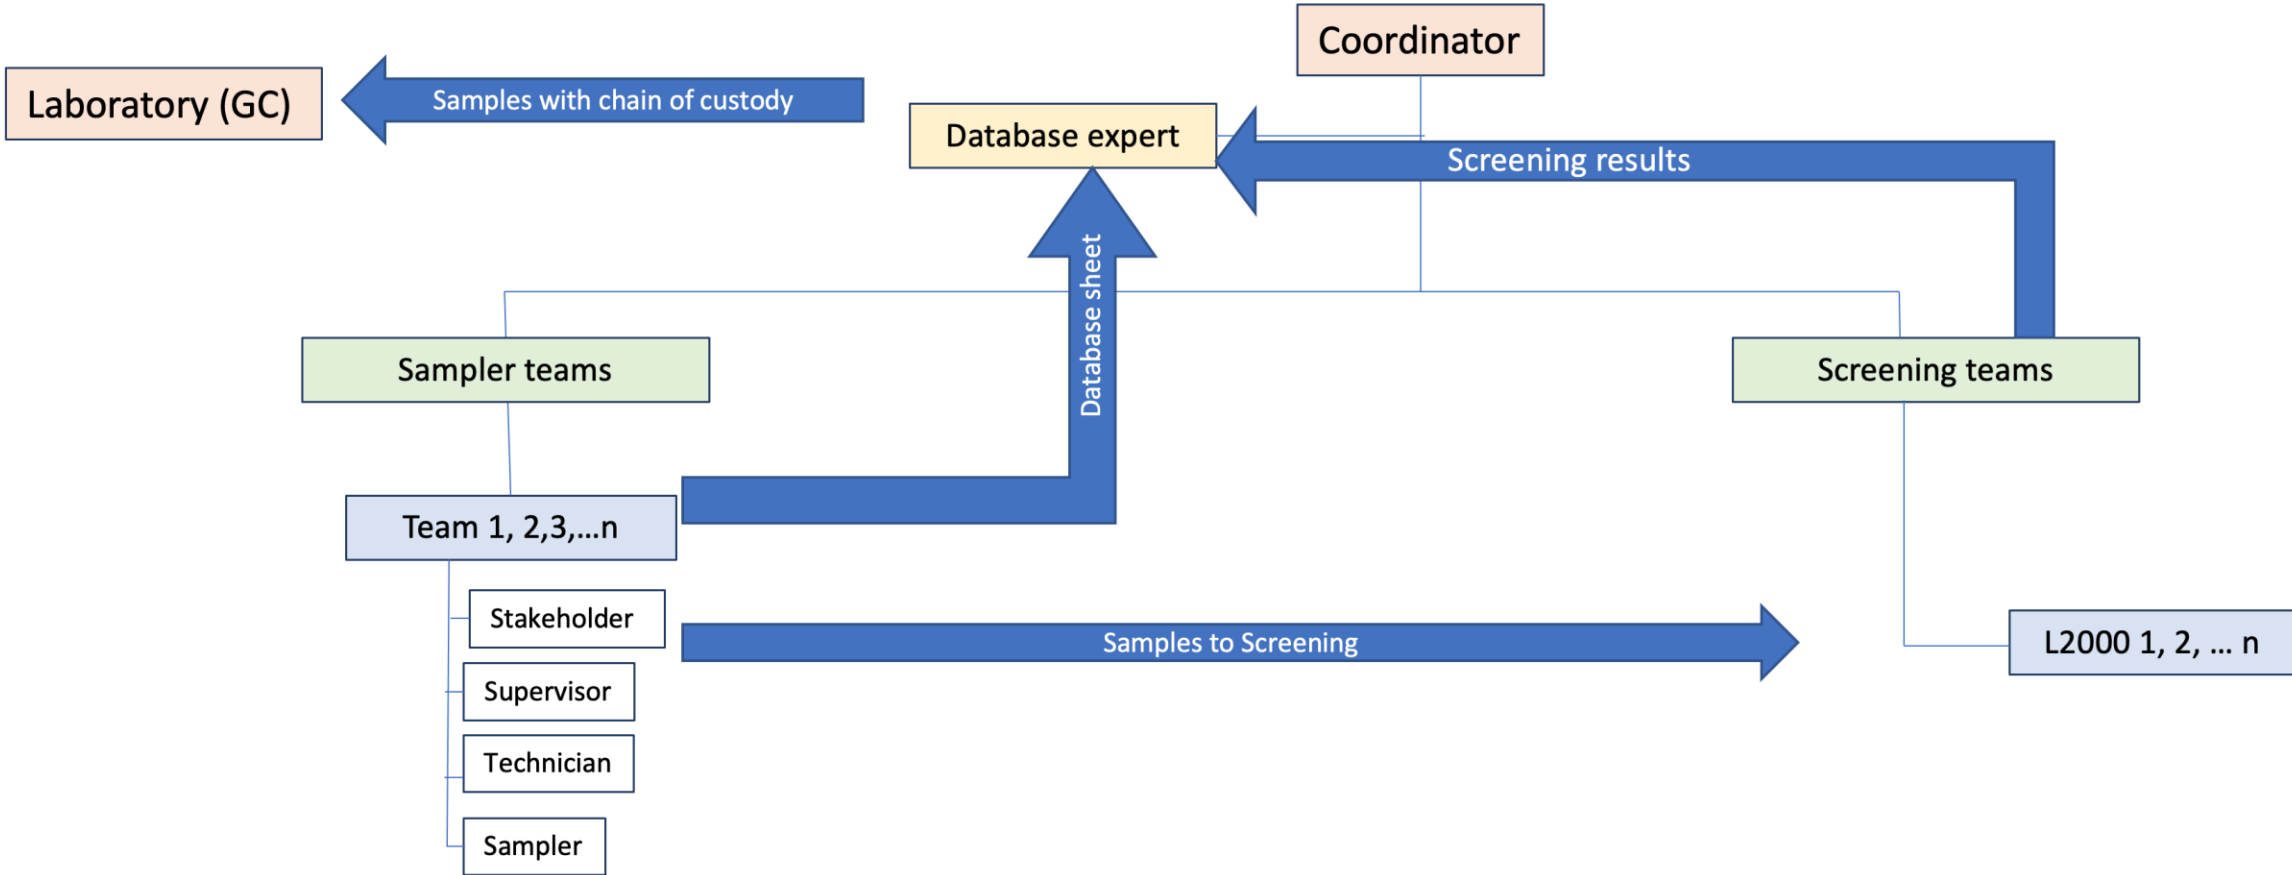 Coordinator
Laboratory (GC)
Samples with chain of custody
Database expert
Screening results
Database sheet
Sampler teams
Screening teams
Team 1, 2,3,...n
Stakeholder
Samples to Screening
L2000 1, 2, ... n
Supervisor
Technician
Sampler